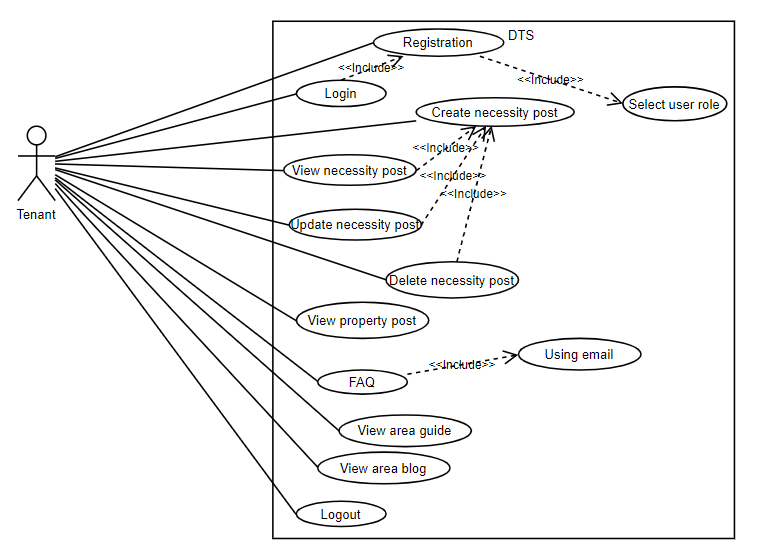 DTS
Registration
<<Include>>
<<Include>>
Login
Select user role
Create necessity post
<<Include>>
View necessity post
<<Include>>
<<Include>>
Tenant
Update necessity post
Delete necessity post
View property post
Using email
<<Include>>
FAQ
View area guide
View area blog
Logout